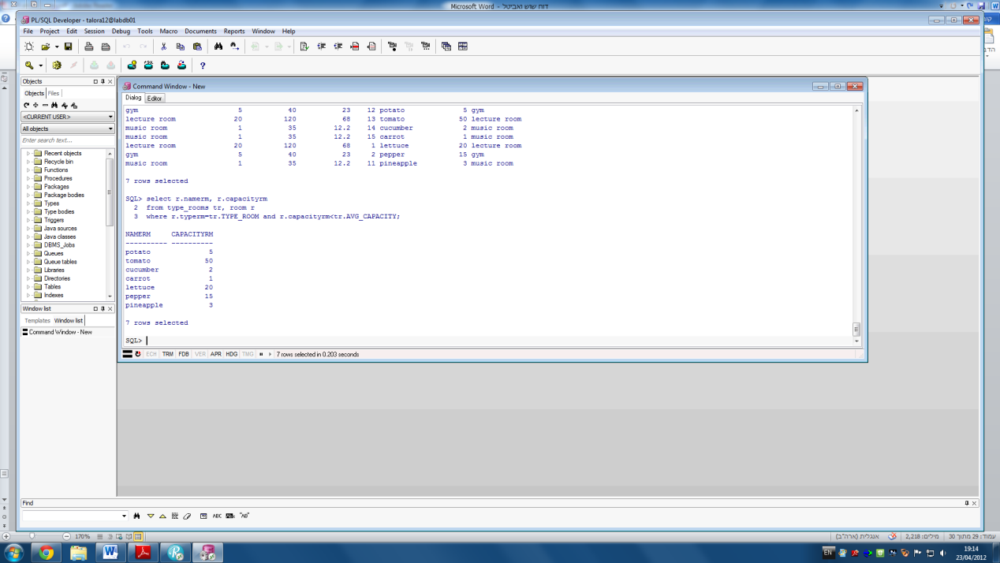 דוח שוש ואביטל - Microsoft Word
PL/SQL Developer - talora12@labdb01
File Project Edit Session Debug Tools Macro Documents Reports Window Help
Objects
Objects Files
<CURRENT USER>
All objects
Enter search text...
Recent objects
Recycle bin
Functions
Procedures
Packages
Package bodies
Types
Type bodies
Triggers
Java sources
Java classes
DBMS_Jobs
Queues
Queue tables
Libraries
Directories
Tables
Indexes
Window list
Templates Window list
Command Window - New
Command Window - New
Dialog Editor
gym 5 40 23 12 potato 5 gym
lecture room 20 120 68 13 tomato 50 lecture room
music room 1 35 12.2 14 cucumber 2 music room
music room 1 35 12.2 15 carrot 1 music room
lecture room 20 120 68 1 lettuce 20 lecture room
gym 5 40 23 2 pepper 15 gym
music room 1 35 12.2 11 pineapple 3 music room
7 rows selected
SQL> select r.namerm, r.capacityrm
2 from type_rooms tr, room r
3 where r.typerm=tr.TYPE_ROOM and r.capacityrm<tr.AVG_CAPACITY;
NAMERM CAPACITYRM
---------- ----------
potato 5
tomato 50
cucumber 2
carrot 1
lettuce 20
pepper 15
pineapple 3
7 rows selected
SQL>
ECH TRM FDB VER APR HDG TMG 7 rows selected in 0.203 seconds
Find
ABC "AB"
170%
עמוד: 29 מתוך 30 מילים: 2,218 אנגלית (ארה"ב)
EN
19:14
23/04/2012